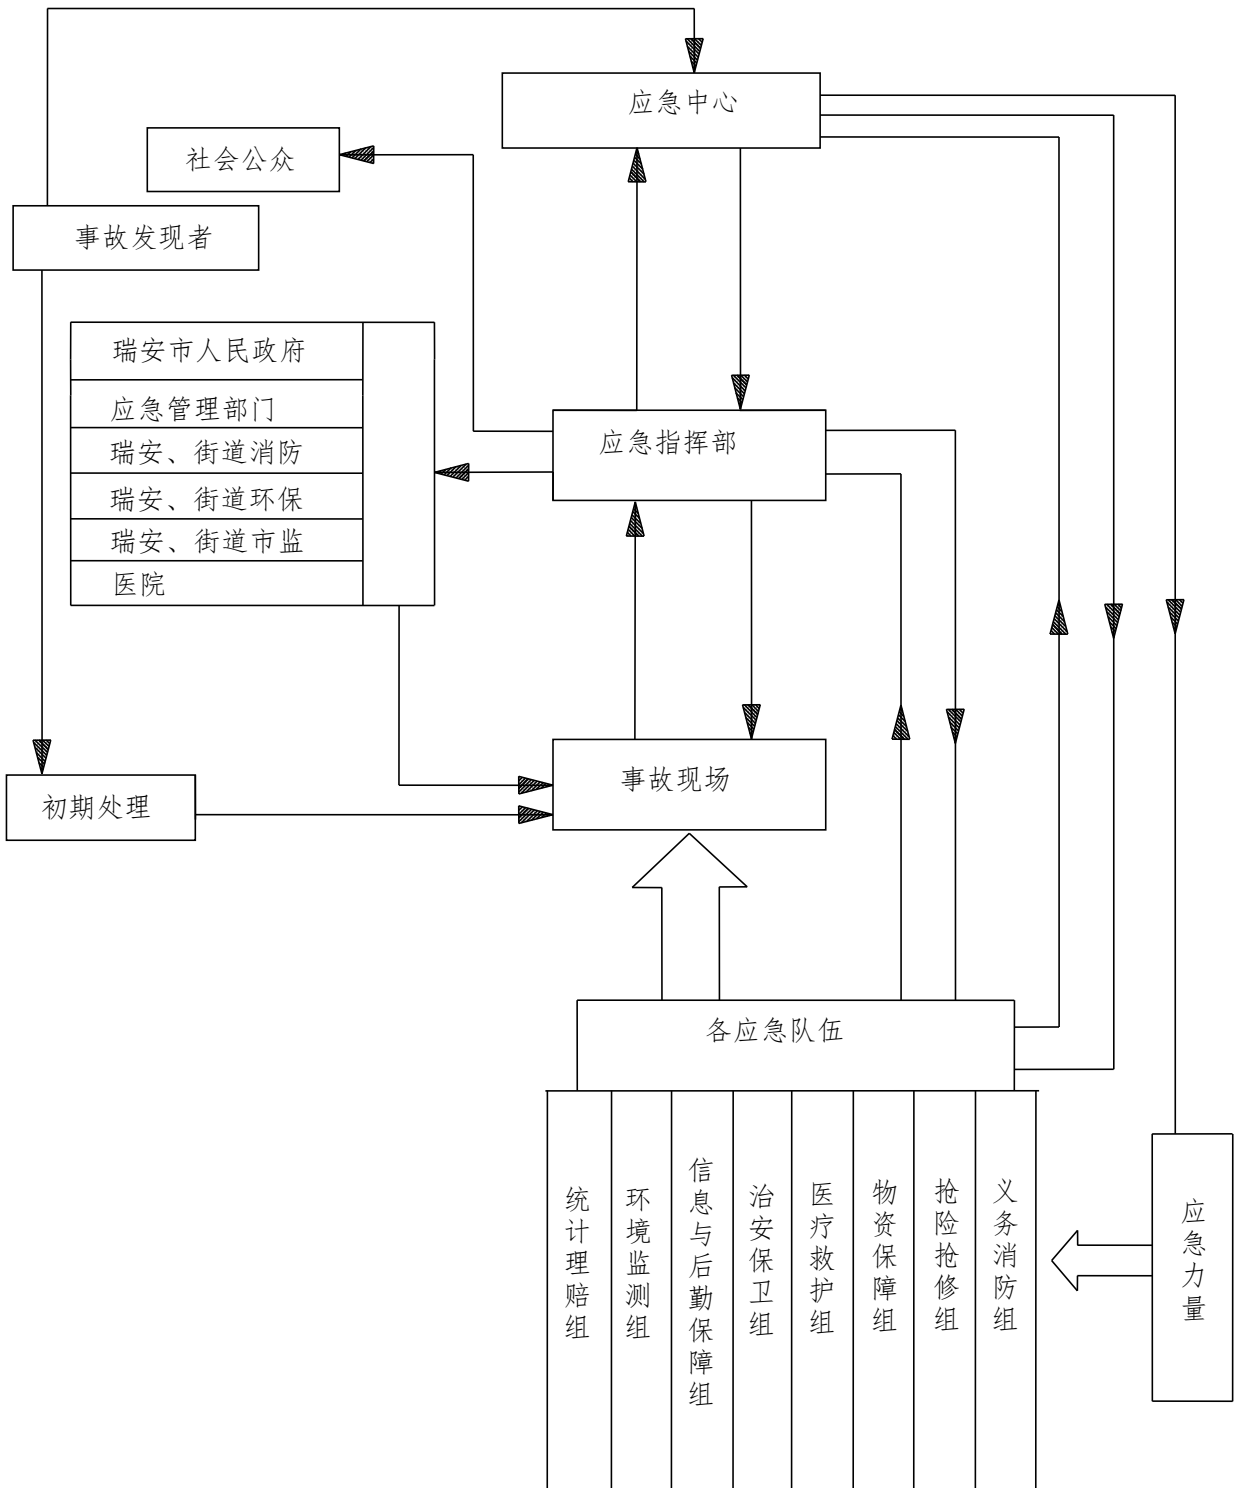 应急中心
社会公众
事故发现者
瑞安市人民政府
应急管理部门
瑞安、街道消防
瑞安、街道环保
瑞安、街道市监
医院
应急指挥部
事故现场
初期处理
各应急队伍
统计理赔组
环境监测组
信息与后勤保障组
治安保卫组
医疗救护组
物资保障组
抢险抢修组
义务消防组
应急力量